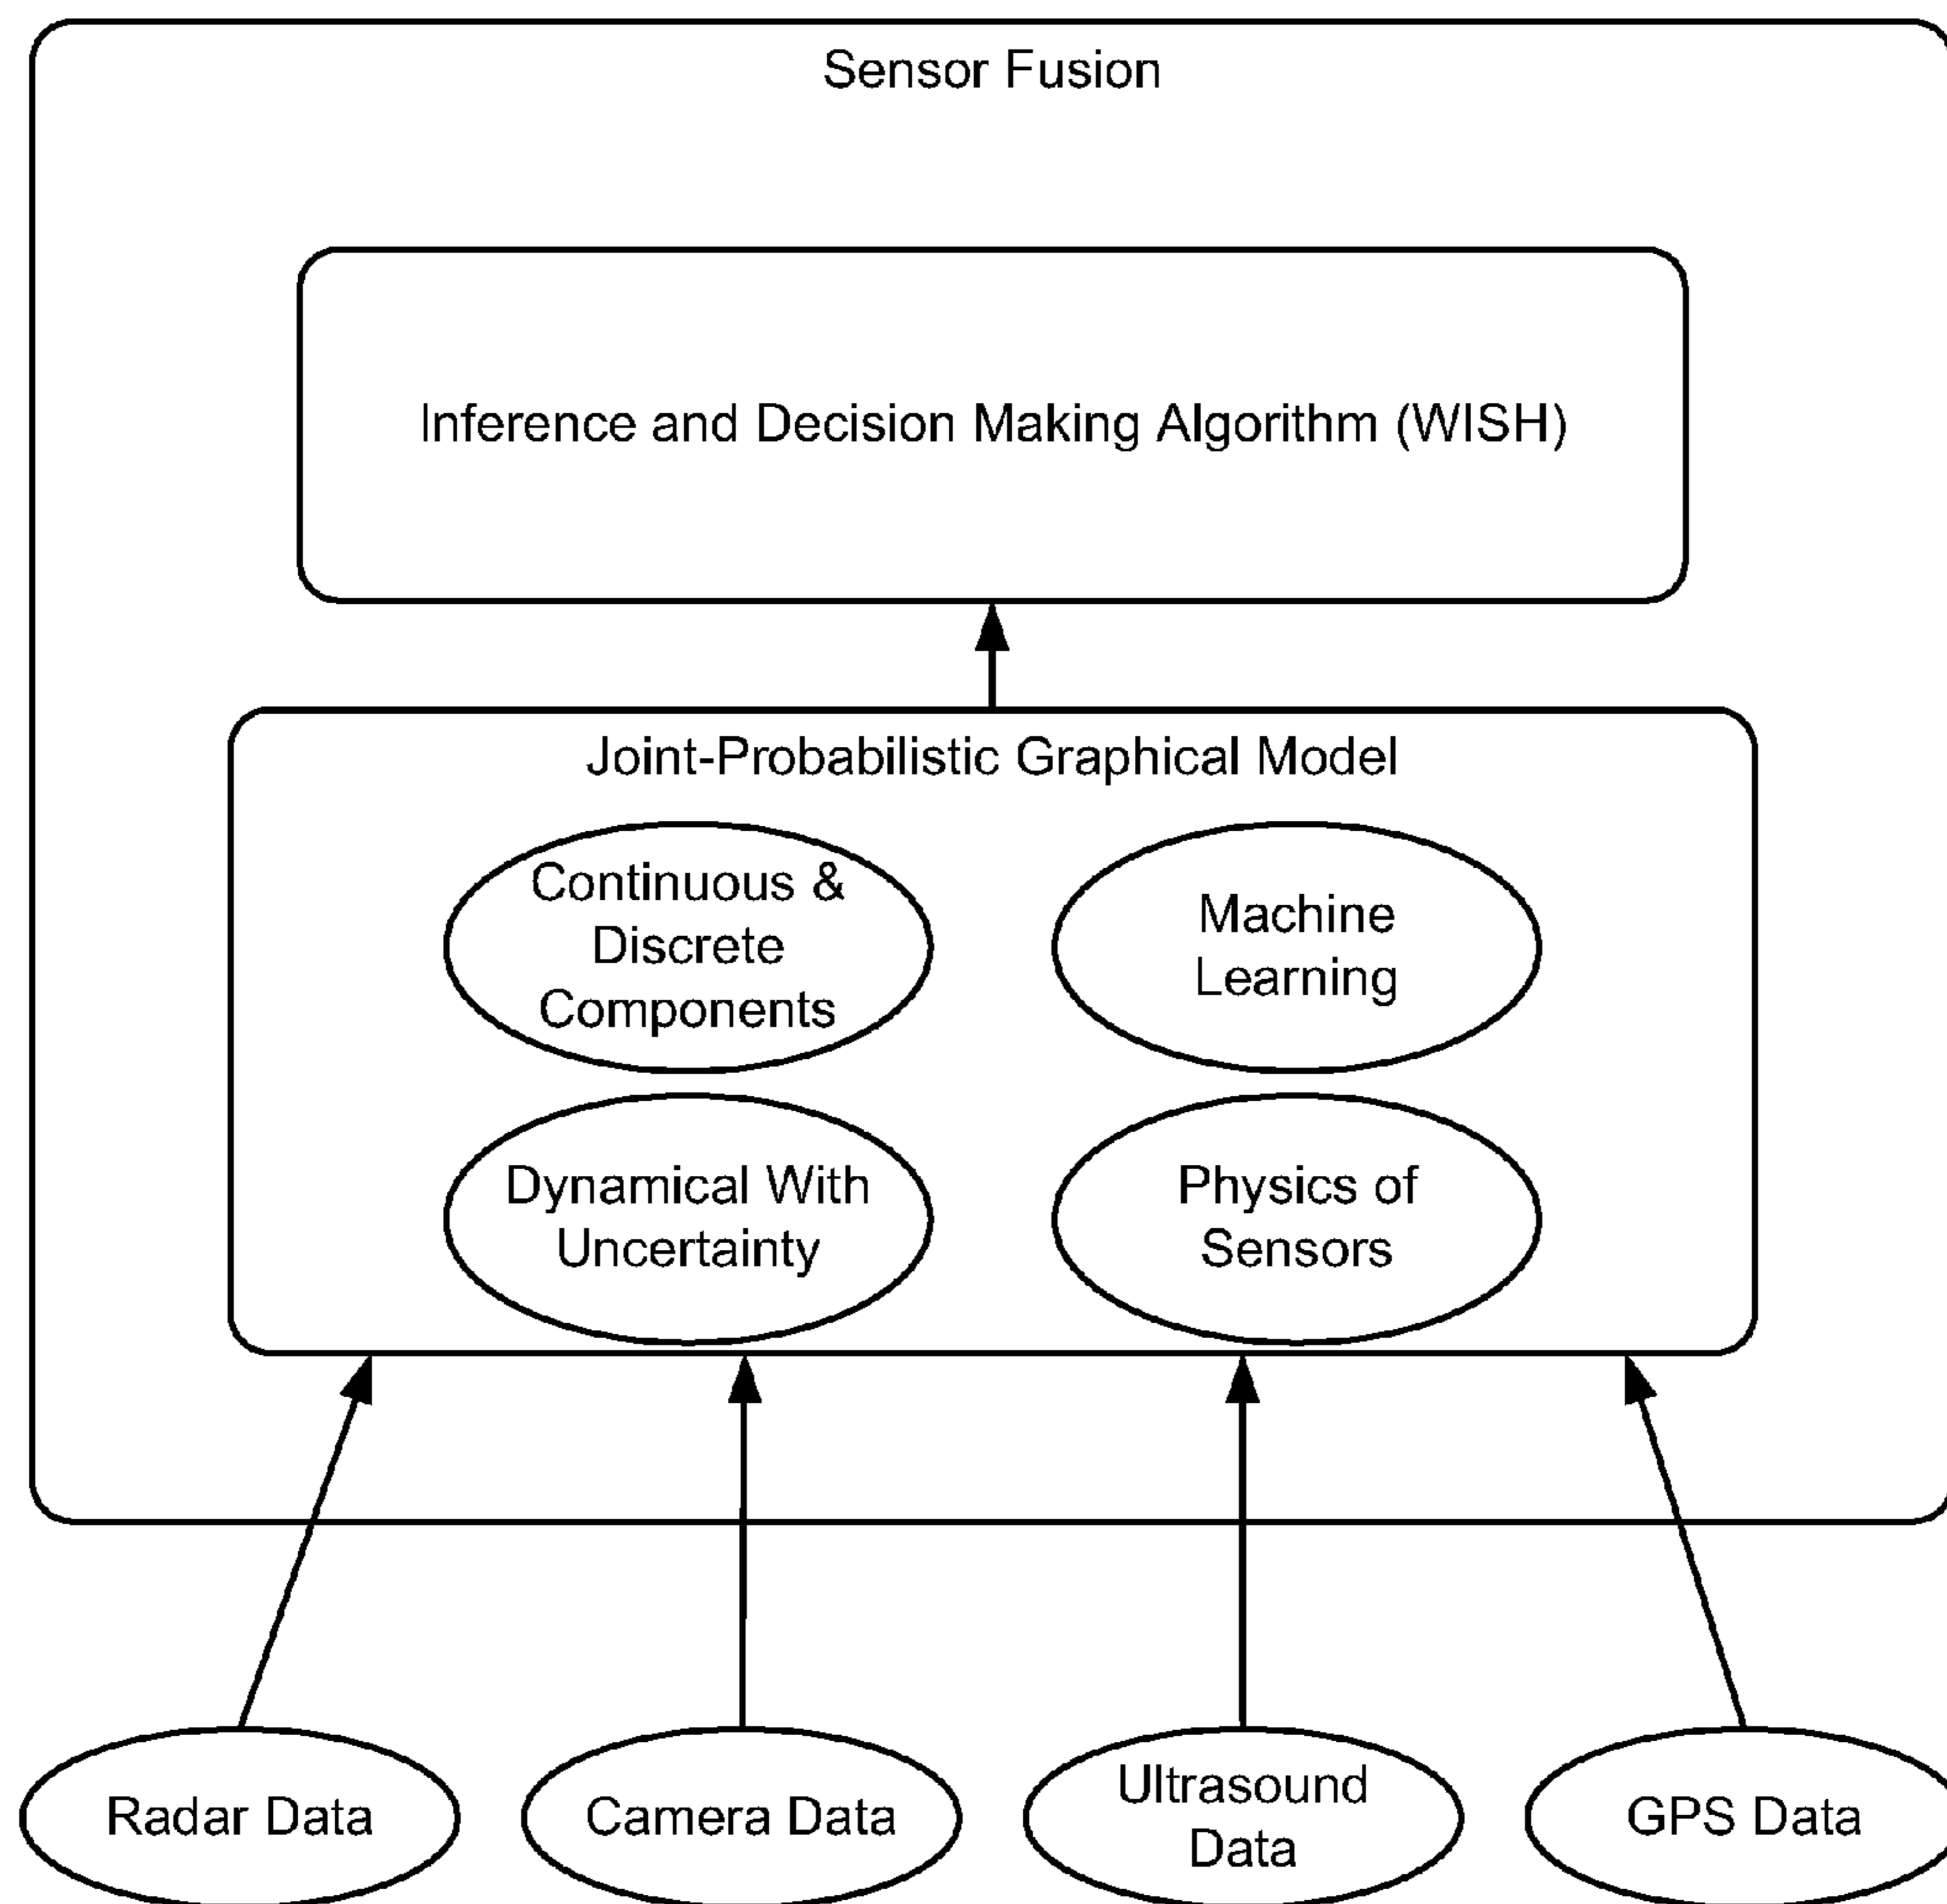 Sensor Fusion
Inference and Decision Making Algorithm (WISH)
Joint-Probabilistic Graphical Model
Continuous &
Discrete
Components
Machine
Learning
Dynamical With
Uncertainty
Physics of
Sensors
Radar Data
Camera Data
Ultrasound
Data
GPS Data